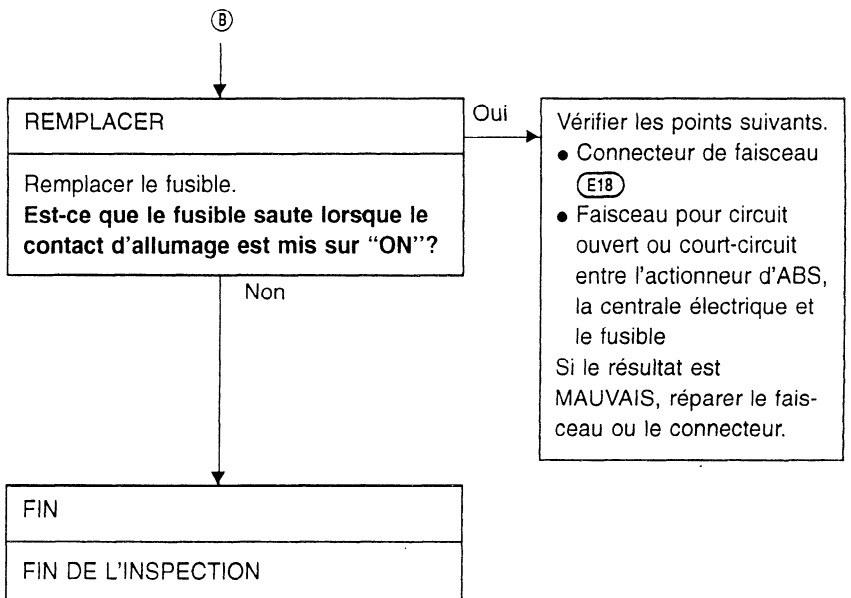 Ⓑ
REMPLACER
Remplacer le fusible.
Est-ce que le fusible saute lorsque le
contact d'allumage est mis sur “ON”?
Oui
Vérifier les points suivants.
● Connecteur de faisceau
E18
● Faisceau pour circuit
ouvert ou court-circuit
entre l'actionneur d'ABS,
la centrale électrique et
le fusible
Si le résultat est
MAUVAIS, réparer le fais-
ceau ou le connecteur.
Non
FIN
FIN DE L'INSPECTION